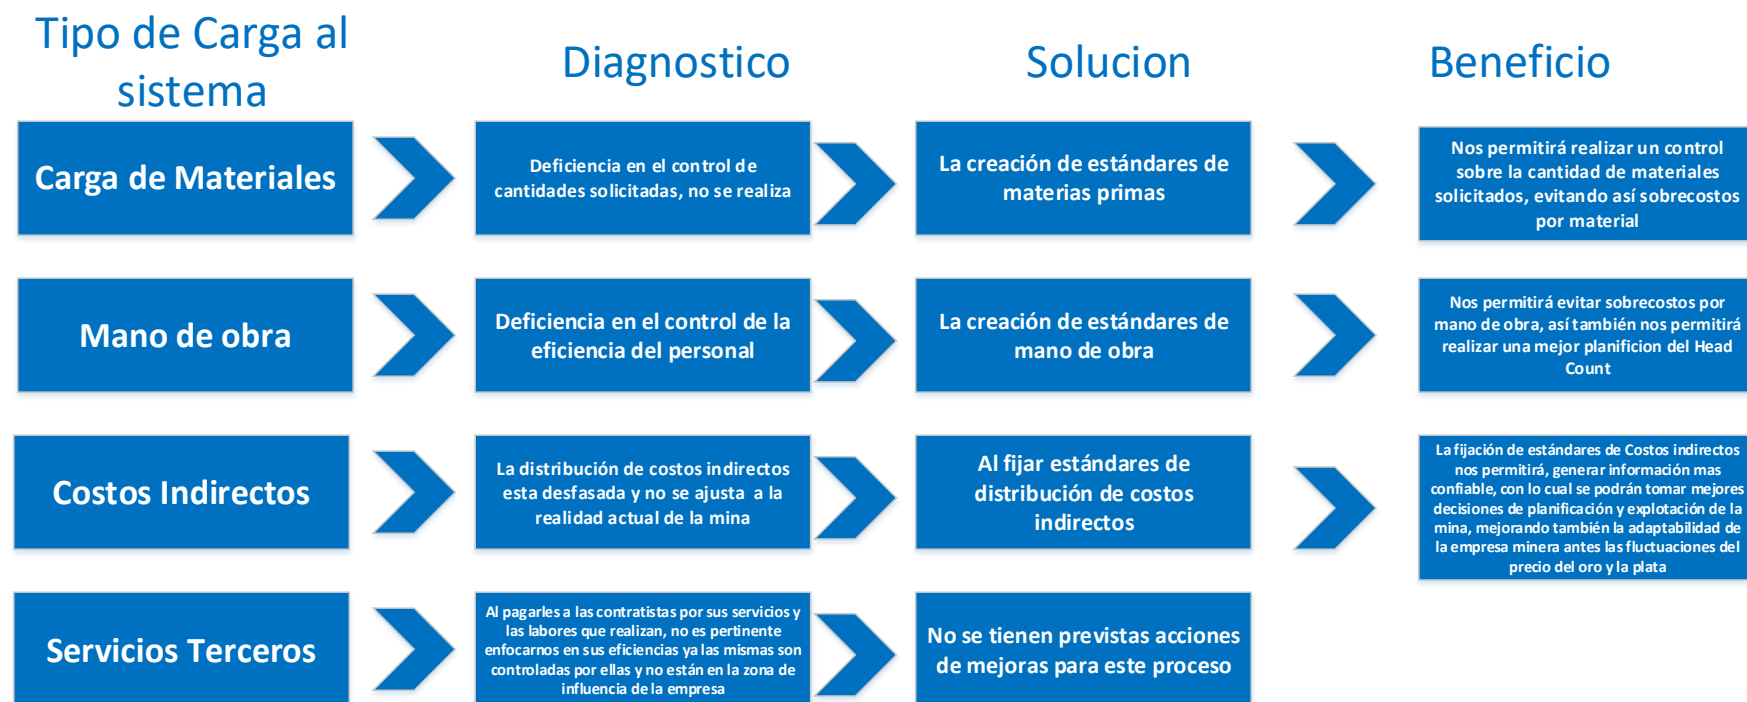 Tipo de Carga al
sistema
Diagnostico
Solucion
Beneficio
Carga de Materiales
Deficiencia en el control de
cantidades solicitadas, no se realiza
La creación de estándares de
materias primas
Nos permitirá realizar un control
sobre la cantidad de materiales
solicitados, evitando así sobrecostos
por material
Mano de obra
Deficiencia en el control de la
eficiencia del personal
La creación de estándares de
mano de obra
Nos permitirá evitar sobrecostos por
mano de obra, así también nos permitirá
realizar una mejor planificion del Head
Count
Costos Indirectos
La distribución de costos indirectos
esta desfasada y no se ajusta a la
realidad actual de la mina
Al fijar estándares de
distribución de costos
indirectos
La fijación de estándares de Costos indirectos
nos permitirá, generar información mas
confiable, con lo cual se podrán tomar mejores
decisiones de planificación y explotación de la
mina, mejorando también la adaptabilidad de
la empresa minera antes las fluctuaciones del
precio del oro y la plata
Servicios Terceros
Al pagarles a las contratistas por sus servicios y
las labores que realizan, no es pertinente
enfocarnos en sus eficiencias ya las mismas son
controladas por ellas y no están en la zona de
influencia de la empresa
No se tienen previstas acciones
de mejoras para este proceso